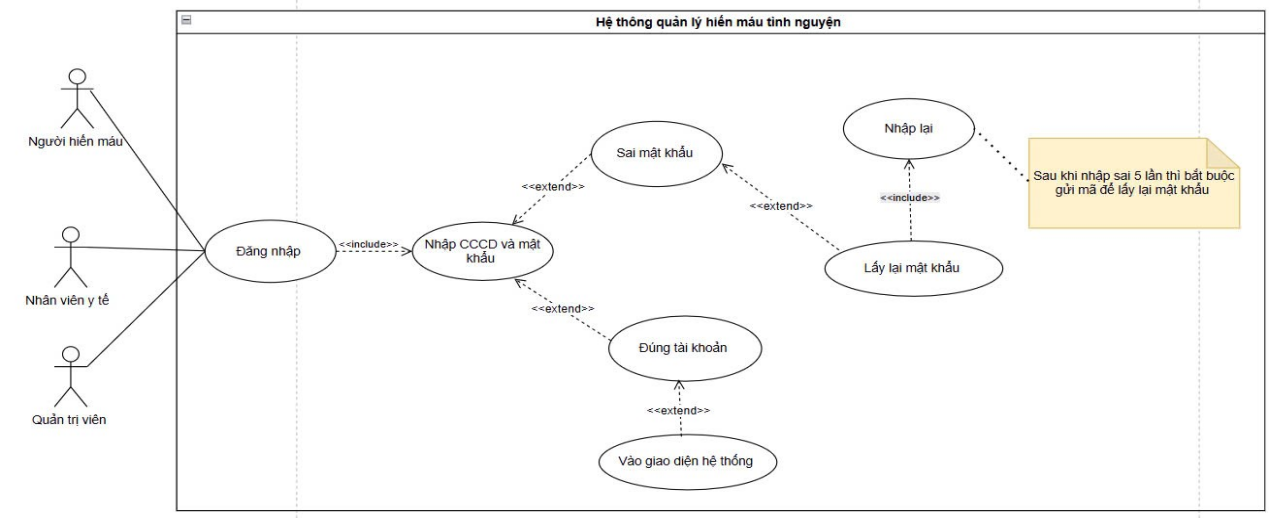 Hệ thống quản lý hiến máu tình nguyện
Người hiến máu
Nhân viên y tế
Quản trị viên
Đăng nhập
<<include>>
Nhập CCCD và mật
khẩu
<<extend>>
Sai mật khẩu
<<extend>>
Đúng tài khoản
<<extend>>
Vào giao diện hệ thống
<<extend>>
Lấy lại mật khẩu
<<include>>
Nhập lại
Sau khi nhập sai 5 lần thì bắt buộc
gửi mã để lấy lại mật khẩu